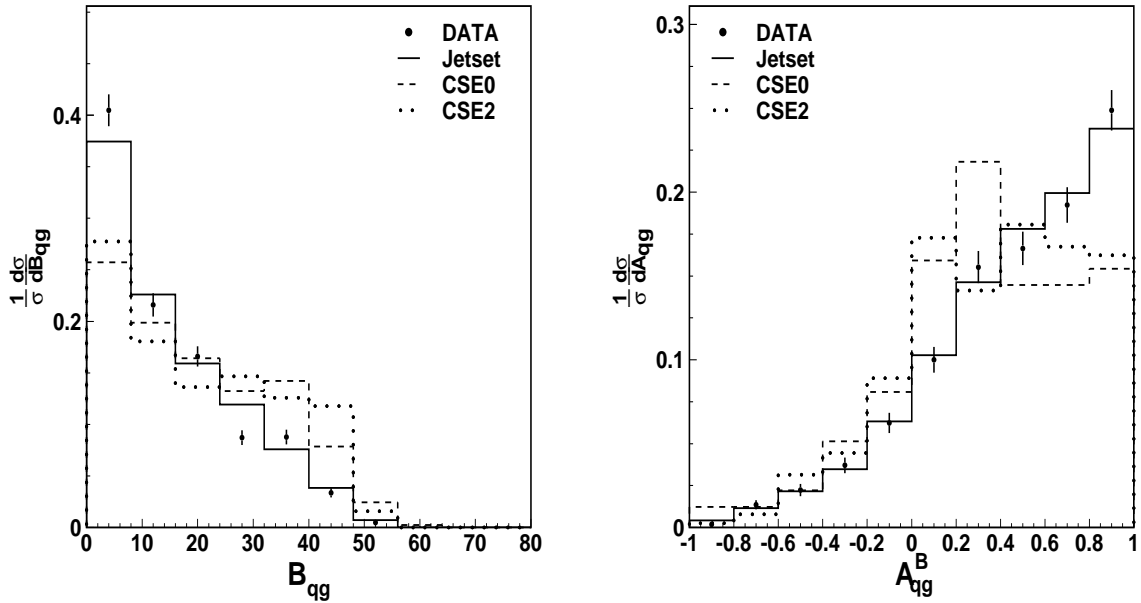 DATA
Jetset
CSE0
CSE2
0.4
0.2
0
1/σ dσ/dB_qg
0 10 20 30 40 50 60 70 80
B_qg
DATA
Jetset
CSE0
CSE2
0.3
0.2
0.1
0
1/σ dσ/dA_qg
-1 -0.8 -0.6 -0.4 -0.2 0 0.2 0.4 0.6 0.8 1
A_qg^B